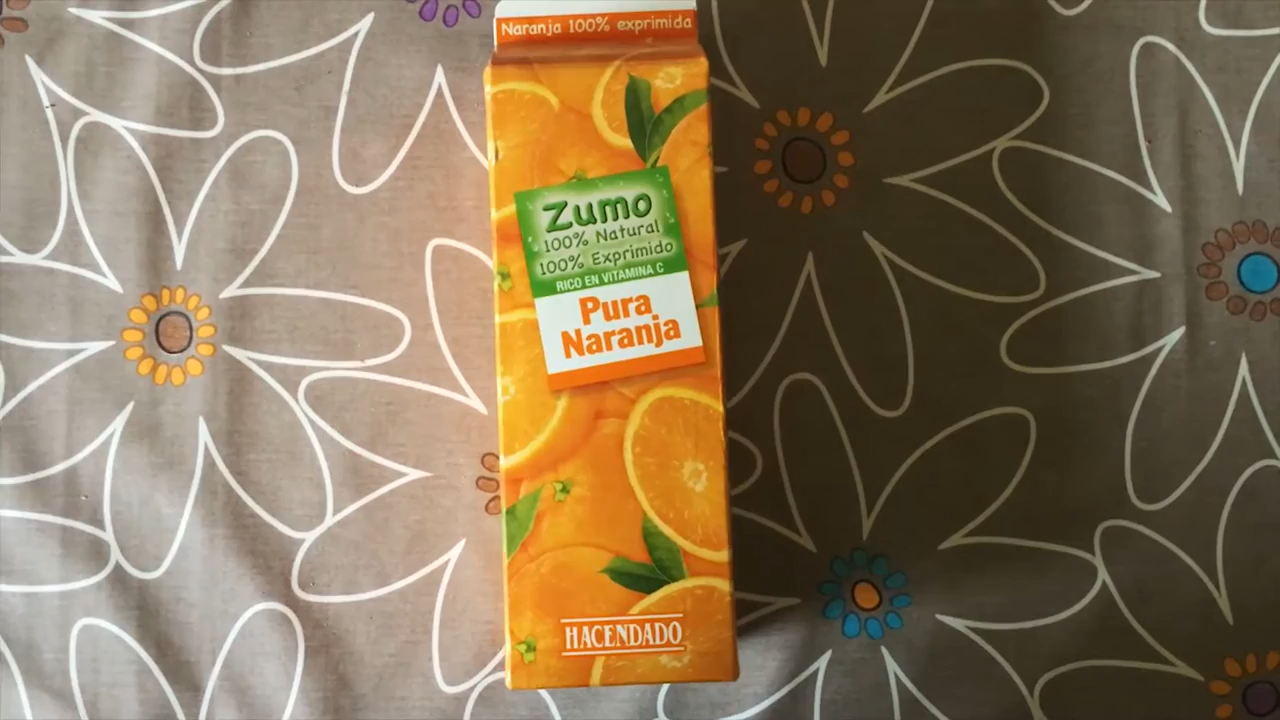 Naranja 100% exprimida
Zumo
100% Natural
100% Exprimido
RICO EN VITAMINA C
Pura
Naranja
HACENDADO